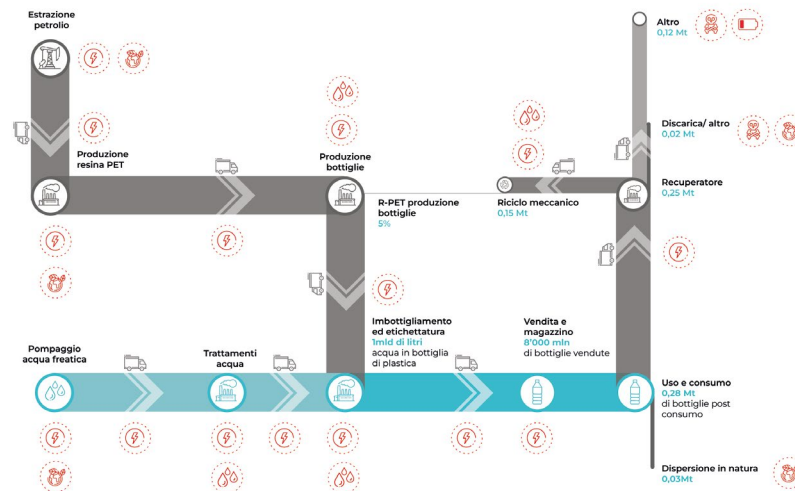 Estrazione
petrolio
Altro
0,12 Mt
Discarica/ altro
0,02 Mt
Produzione
resina PET
Produzione
bottiglie
R-PET produzione
bottiglie
5%
Riciclo meccanico
0,15 Mt
Recuperatore
0,25 Mt
Pompaggio
acqua freatica
Trattamenti
acqua
Imbottigliamento
ed etichettatura
1mld di litri
acqua in bottiglia
di plastica
Vendita e
magazzino
8'000 mln
di bottiglie vendute
Uso e consumo
0,28 Mt
di bottiglie post
consumo
Dispersione in natura
0,03Mt